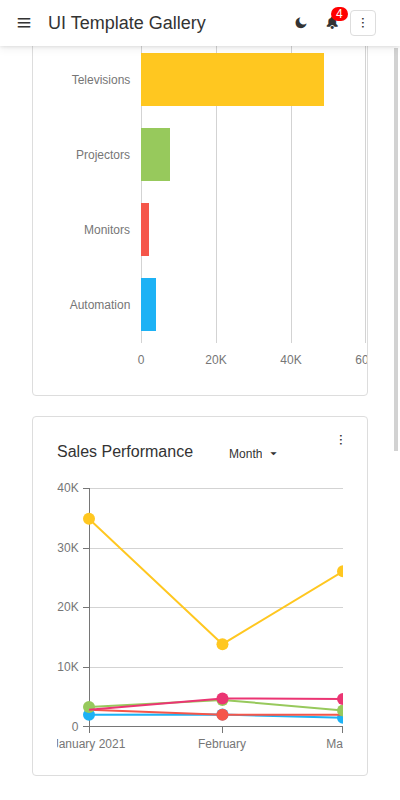 UI Template Gallery
4
Televisions
Projectors
Monitors
Automation
0 20K 40K 60
Sales Performance
Month
40K
30K
20K
10K
0
January 2021 February Ma